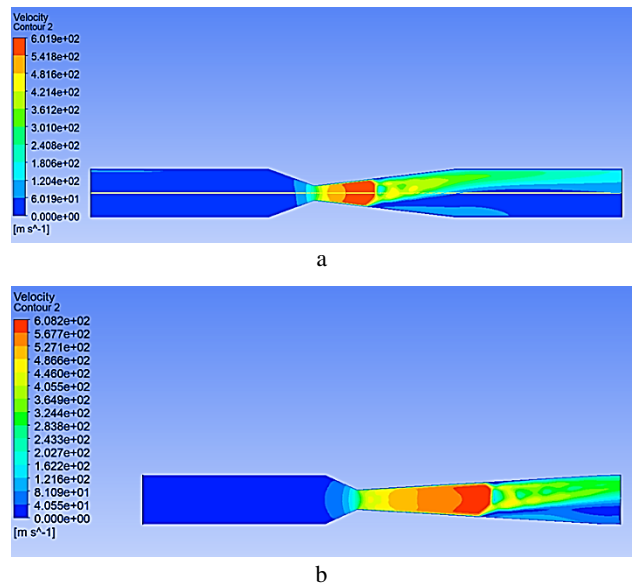 Velocity
Contour 2
6.019e+02
5.418e+02
4.816e+02
4.214e+02
3.612e+02
3.010e+02
2.408e+02
1.806e+02
1.204e+02
6.019e+01
0.000e+00
[m s^-1]
a
Velocity
Contour 2
6.082e+02
5.677e+02
5.271e+02
4.866e+02
4.460e+02
4.055e+02
3.649e+02
3.244e+02
2.838e+02
2.433e+02
2.027e+02
1.622e+02
1.216e+02
8.109e+01
4.055e+01
0.000e+00
[m s^-1]
b